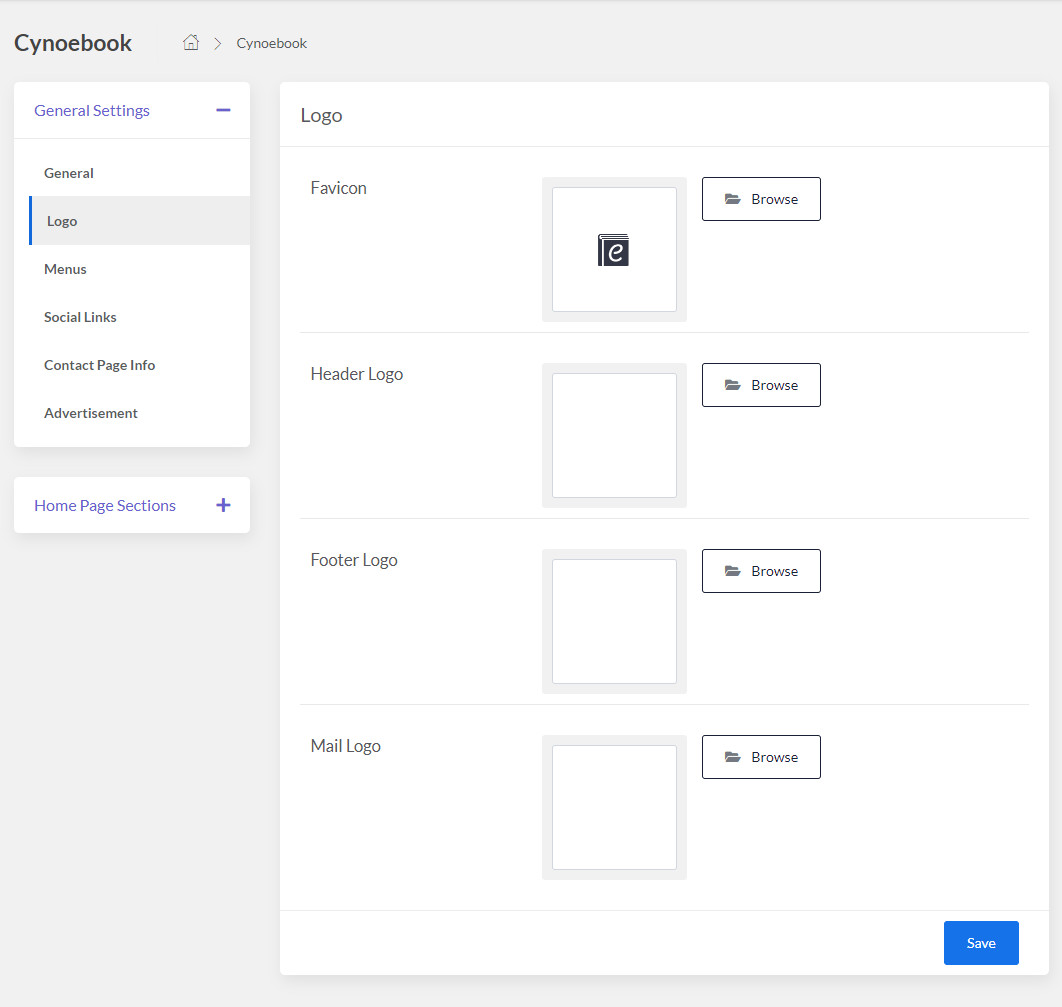 Cynoebook
Cynoebook
General Settings
General
Logo
Menus
Social Links
Contact Page Info
Advertisement
Home Page Sections
Logo
Favicon
e
Browse
Header Logo
Browse
Footer Logo
Browse
Mail Logo
Browse
Save